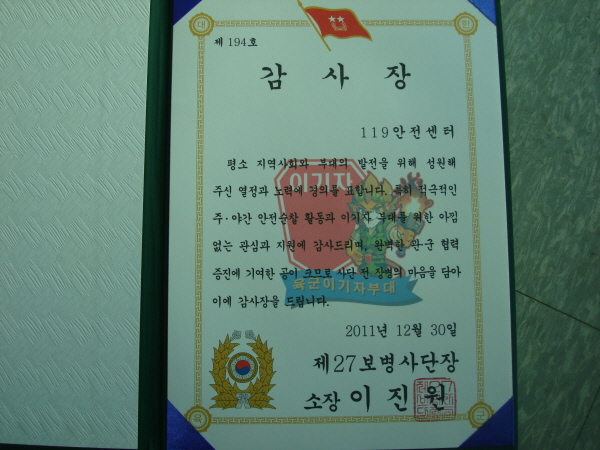 대 한
제 194호
감 사 장
119안전센터
평소 지역사회와 부대의 발전을 위해 성원해
주신 열정과 노력에 경의를 표합니다. 특히 적극적인
주·야간 안전순찰 활동과 이기자 부대를 위한 아낌
없는 관심과 지원에 감사드리며, 완벽한 관·군 협력
증진에 기여한 공이 크므로 사단 전 장병의 마음을 담아
이에 감사장을 드립니다.
이기자
육군이기자부대
2011년 12월 30일
제27보병사단장
소장 이 진 원
육 군